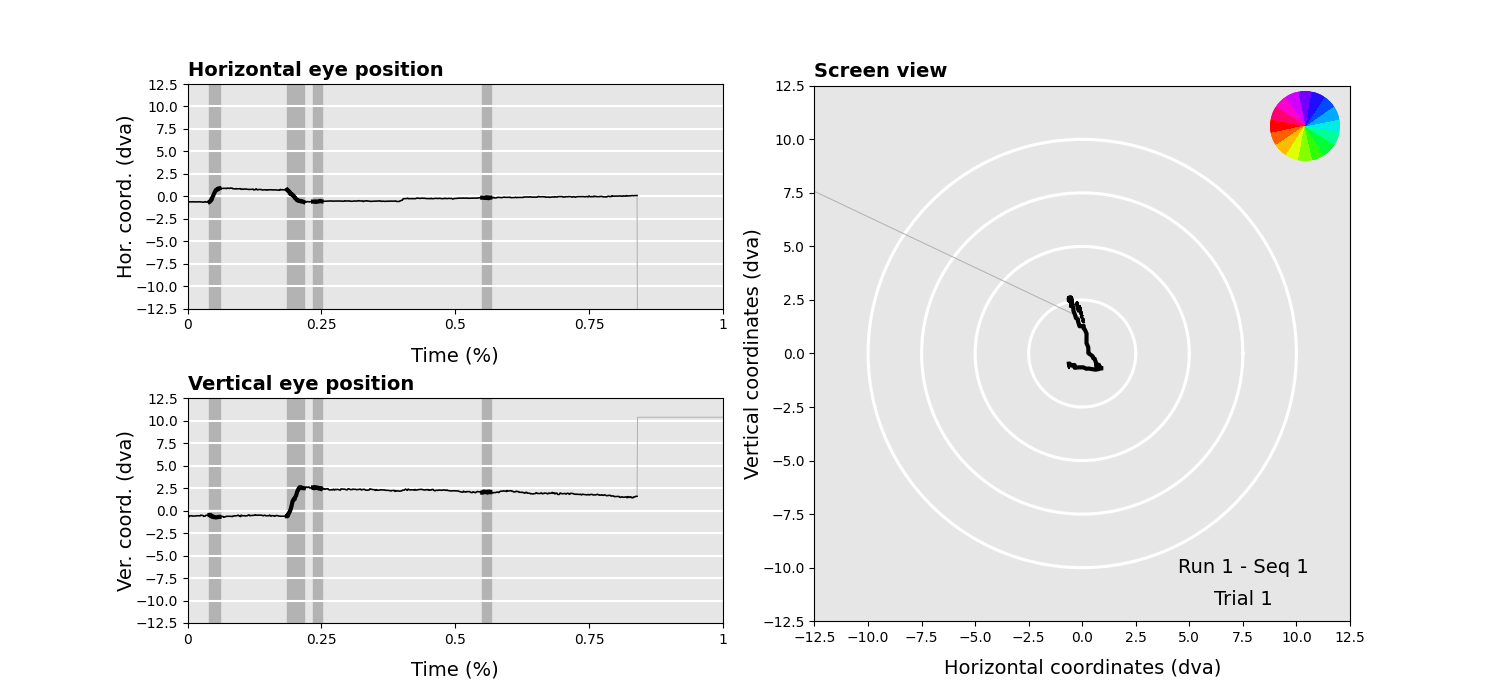 Horizontal eye position
Hor. coord. (dva)
12.5
10.0
7.5
5.0
2.5
0.0
−2.5
−5.0
−7.5
−10.0
−12.5
0 0.25 0.5 0.75 1
Time (%)
Vertical eye position
Ver. coord. (dva)
12.5
10.0
7.5
5.0
2.5
0.0
−2.5
−5.0
−7.5
−10.0
−12.5
0 0.25 0.5 0.75 1
Time (%)
Screen view
Vertical coordinates (dva)
12.5
10.0
7.5
5.0
2.5
0.0
−2.5
−5.0
−7.5
−10.0
−12.5
Run 1 - Seq 1
Trial 1
−12.5 −10.0 −7.5 −5.0 −2.5 0.0 2.5 5.0 7.5 10.0 12.5
Horizontal coordinates (dva)